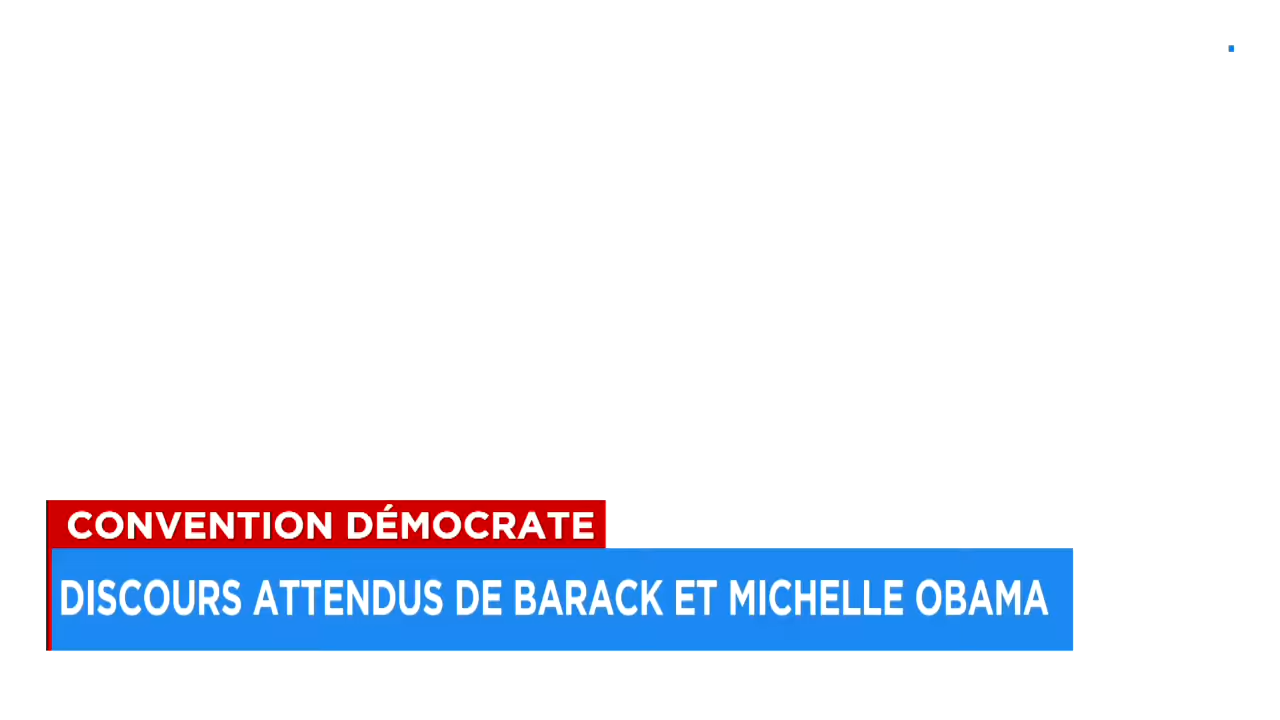 CONVENTION DÉMOCRATE
DISCOURS ATTENDUS DE BARACK ET MICHELLE OBAMA